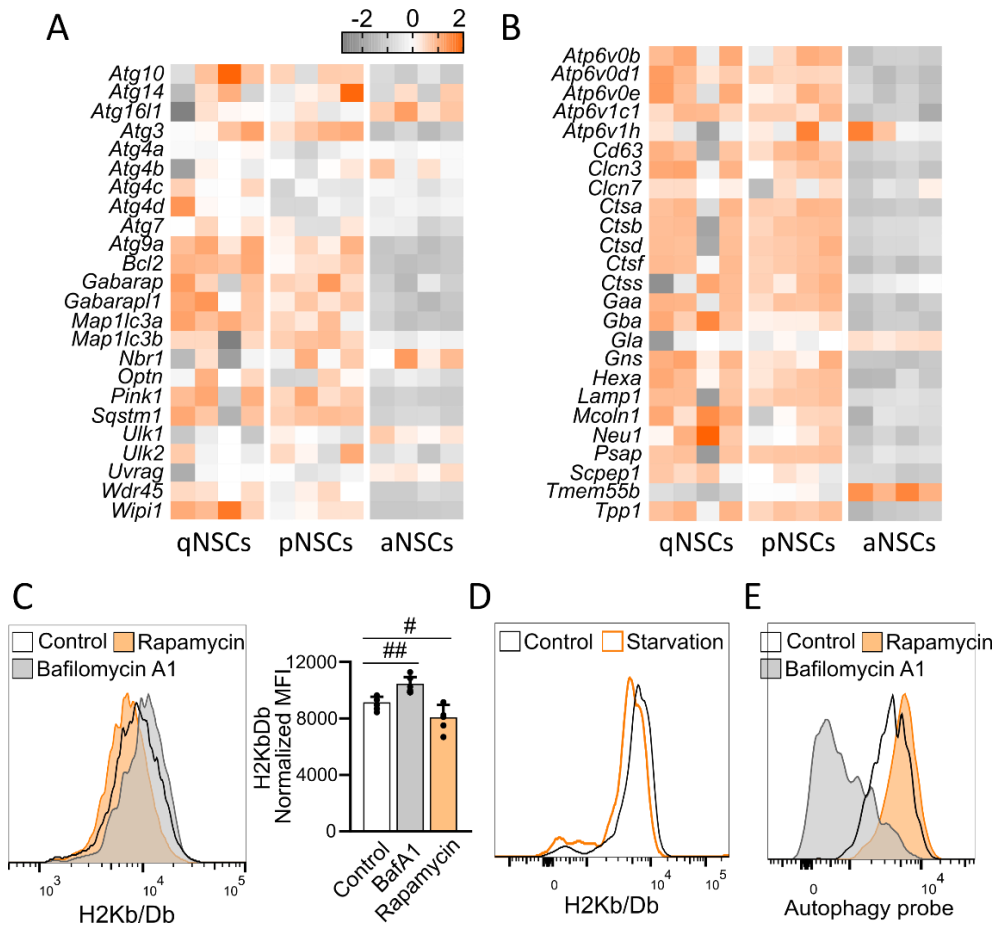 A
-2 0 2
Atg10
Atg14
Atg16l1
Atg3
Atg4a
Atg4b
Atg4c
Atg4d
Atg7
Atg9a
Bcl2
Gabarap
Gabarapl1
Map1lc3a
Map1lc3b
Nbr1
Optn
Pink1
Sqstm1
Ulk1
Ulk2
Uvrag
Wdr45
Wipi1
qNSCs pNSCs aNSCs
B
Atp6v0b
Atp6v0d1
Atp6v0e
Atp6v1c1
Atp6v1h
Cd63
Clcn3
Clcn7
Ctsa
Ctsb
Ctsd
Ctsf
Ctss
Gaa
Gba
Gla
Gns
Hexa
Lamp1
Mcoln1
Neu1
Psap
Scpep1
Tmem55b
Tpp1
qNSCs pNSCs aNSCs
C
Control Rapamycin
Bafilomycin A1
10³ 10⁴ 10⁵
H2Kb/Db
H2KbDb
Normalized MFI
12000
8000
4000
0
#
##
Control
BafA1
Rapamycin
D
Control Starvation
0 10⁴ 10⁵
H2Kb/Db
E
Control Rapamycin
Bafilomycin A1
0 10⁴
Autophagy probe